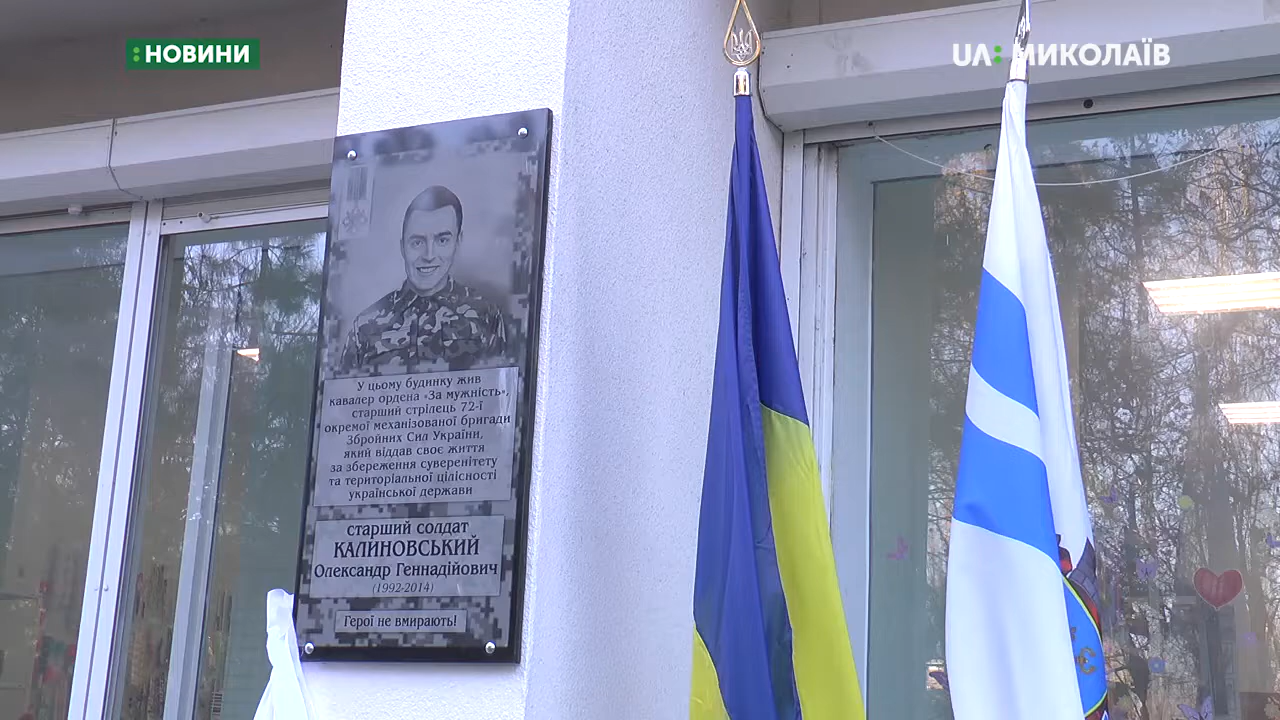 :НОВИНИ
UA: МИКОЛАЇВ
У цьому будинку жив
кавалер ордена «За мужність»,
старший стрілець 72-ї
окремої механізованої бригади
Збройних Сил України,
який віддав своє життя
за збереження суверенітету
та територіальної цілісності
української держави
старший солдат
КАЛИНОВСЬКИЙ
Олександр Геннадійович
(1992-2014)
Герої не вмирають!